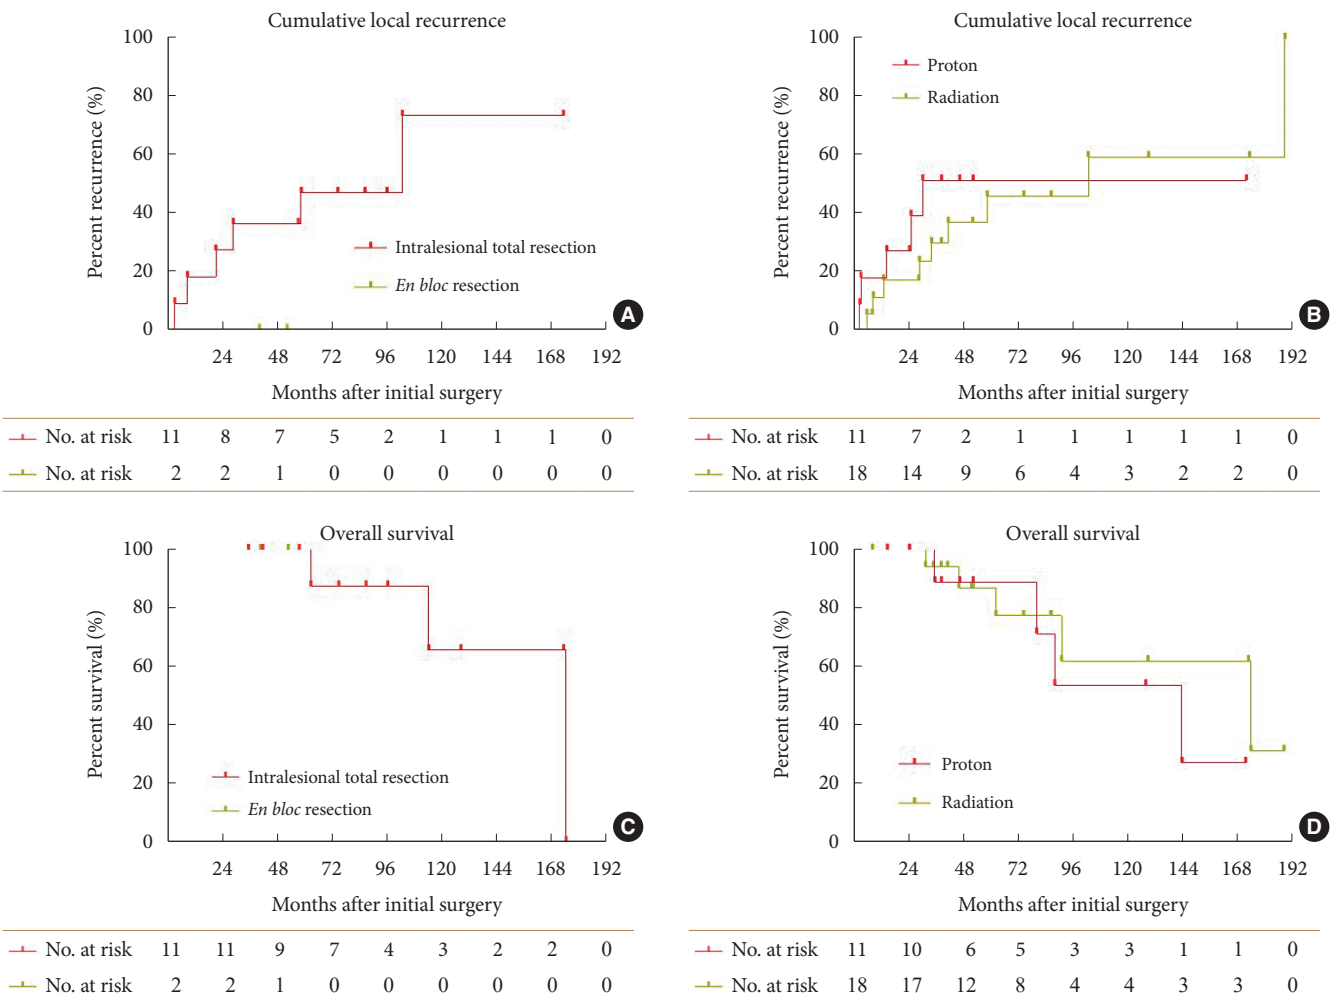 Cumulative local recurrence
100
80
60
40
20
0
Percent recurrence (%)
Intralesional total resection
En bloc resection
A
24 48 72 96 120 144 168 192
Months after initial surgery
No. at risk 11 8 7 5 2 1 1 1 0
No. at risk 2 2 1 0 0 0 0 0 0
Cumulative local recurrence
100
80
60
40
20
0
Percent recurrence (%)
Proton
Radiation
B
24 48 72 96 120 144 168 192
Months after initial surgery
No. at risk 11 7 2 1 1 1 1 1 0
No. at risk 18 14 9 6 4 3 2 2 0
Overall survival
100
80
60
40
20
0
Percent survival (%)
Intralesional total resection
En bloc resection
C
24 48 72 96 120 144 168 192
Months after initial surgery
No. at risk 11 11 9 7 4 3 2 2 0
No. at risk 2 2 1 0 0 0 0 0 0
Overall survival
100
80
60
40
20
0
Percent survival (%)
Proton
Radiation
D
24 48 72 96 120 144 168 192
Months after initial surgery
No. at risk 11 10 6 5 3 3 1 1 0
No. at risk 18 17 12 8 4 4 3 3 0